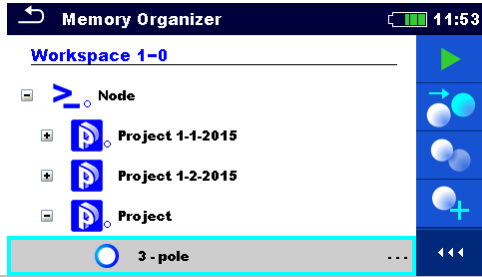 Memory Organizer 11:53
Workspace 1-0
Node
Project 1-1-2015
Project 1-2-2015
Project
3 - pole ...